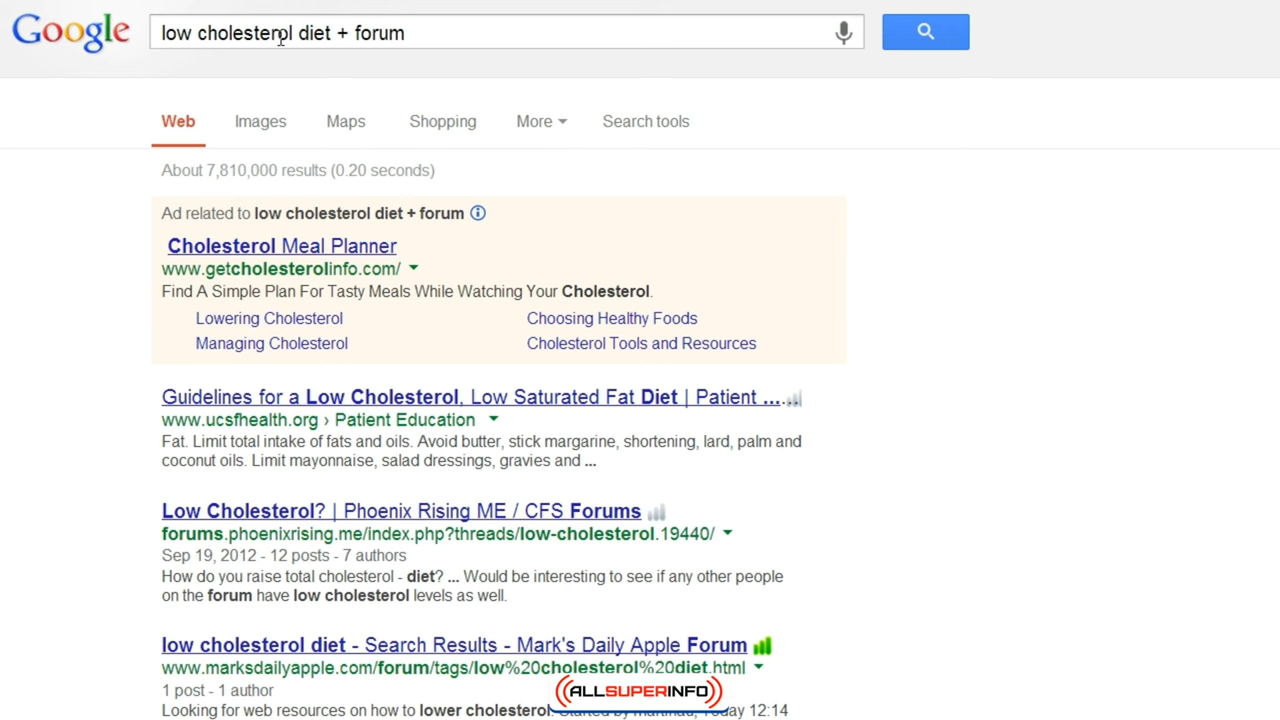 Google
low cholesterol diet + forum
Web Images Maps Shopping More Search tools
About 7,810,000 results (0.20 seconds)
Ad related to low cholesterol diet + forum
Cholesterol Meal Planner
www.getcholesterolinfo.com/
Find A Simple Plan For Tasty Meals While Watching Your Cholesterol.
Lowering Cholesterol Choosing Healthy Foods
Managing Cholesterol Cholesterol Tools and Resources
Guidelines for a Low Cholesterol, Low Saturated Fat Diet | Patient ...
www.ucsfhealth.org › Patient Education
Fat. Limit total intake of fats and oils. Avoid butter, stick margarine, shortening, lard, palm and
coconut oils. Limit mayonnaise, salad dressings, gravies and ...
Low Cholesterol? | Phoenix Rising ME / CFS Forums
forums.phoenixrising.me/index.php?threads/low-cholesterol.19440/
Sep 19, 2012 - 12 posts - 7 authors
How do you raise total cholesterol - diet? ... Would be interesting to see if any other people
on the forum have low cholesterol levels as well.
low cholesterol diet - Search Results - Mark's Daily Apple Forum
www.marksdailyapple.com/forum/tags/low%20cholesterol%20diet.html
1 post - 1 author
ALLSUPERINFO
Looking for web resources on how to lower cholesterol. Started by Today 12:14